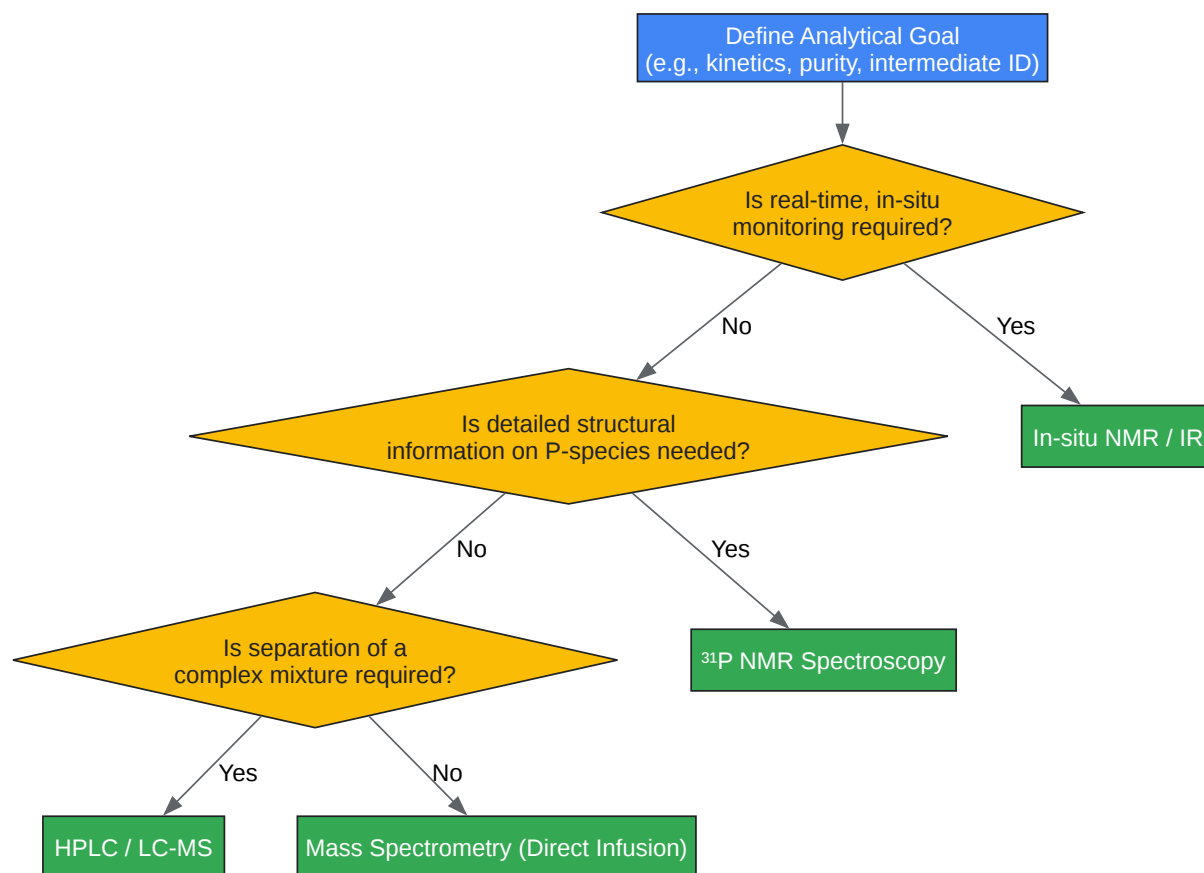 Define Analytical Goal
(e.g., kinetics, purity, intermediate ID)
Is real-time, in-situ
monitoring required?
No
Yes
Is detailed structural
information on P-species needed?
In-situ NMR / IR
No
Yes
Is separation of a
complex mixture required?
³¹P NMR Spectroscopy
Yes
No
HPLC / LC-MS
Mass Spectrometry (Direct Infusion)